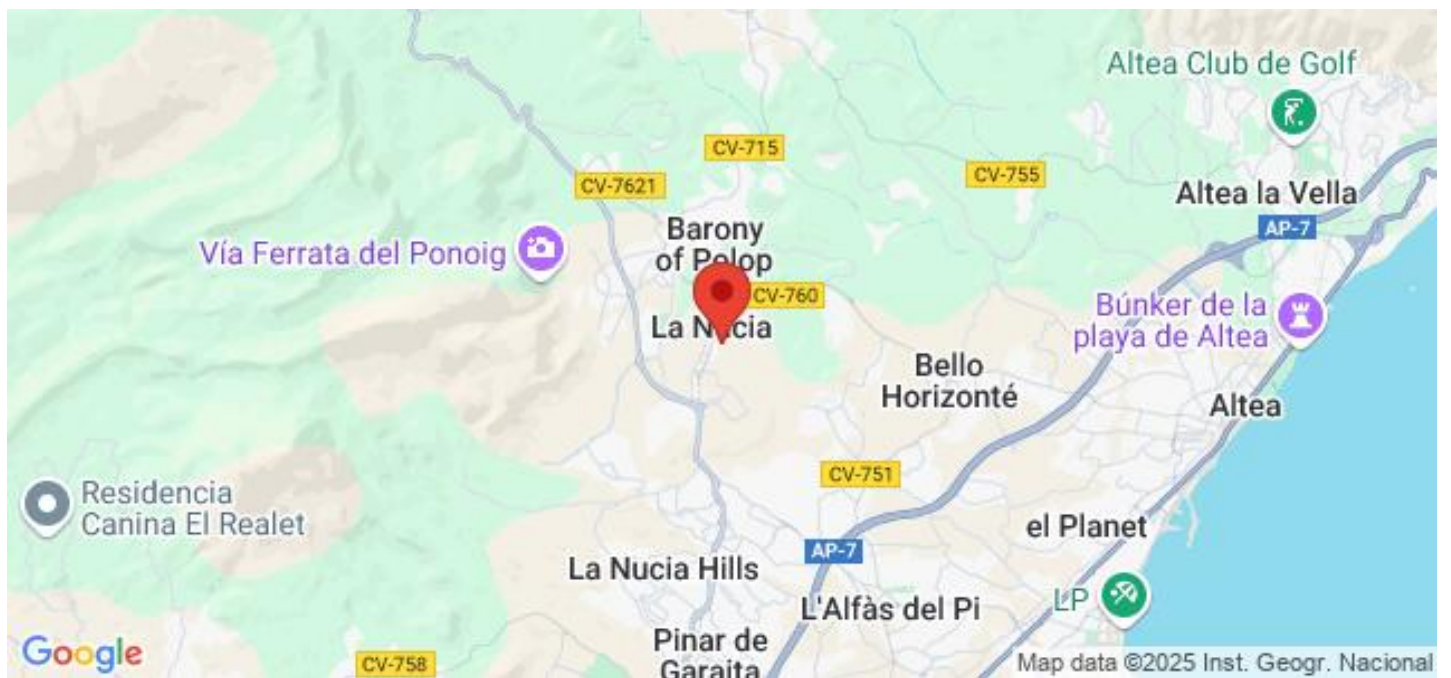 Altea Club de Golf
CV-715
CV-755
CV-7621
Altea la Vella
Barony
of Polop
AP-7
Vía Ferrata del Ponoig
CV-760
Búnker de la
playa de Altea
La Nucia
Bello
Horizonté
Altea
CV-751
Residencia
Canina El Realet
el Planet
AP-7
La Nucia Hills
LP
L'Alfàs del Pi
Pinar de
Garaita
Google
CV-758
Map data ©2025 Inst. Geogr. Nacional